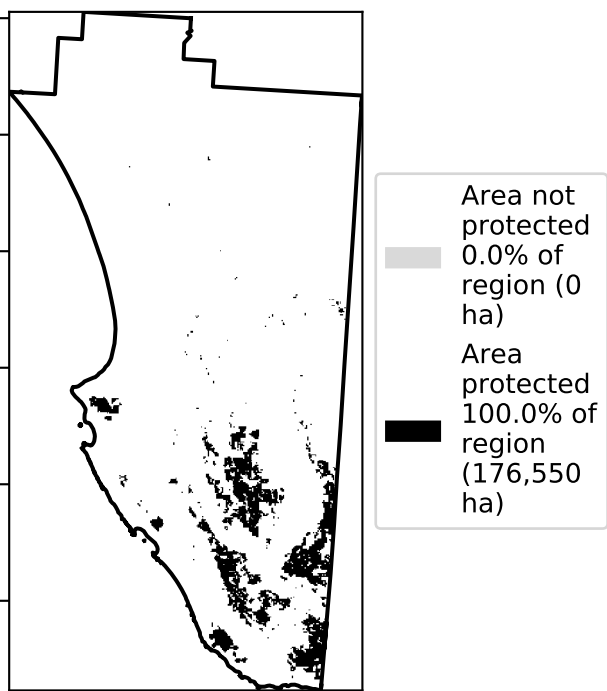 Area not
protected
0.0% of
region (0
ha)
Area
protected
100.0% of
region
(176,550
ha)